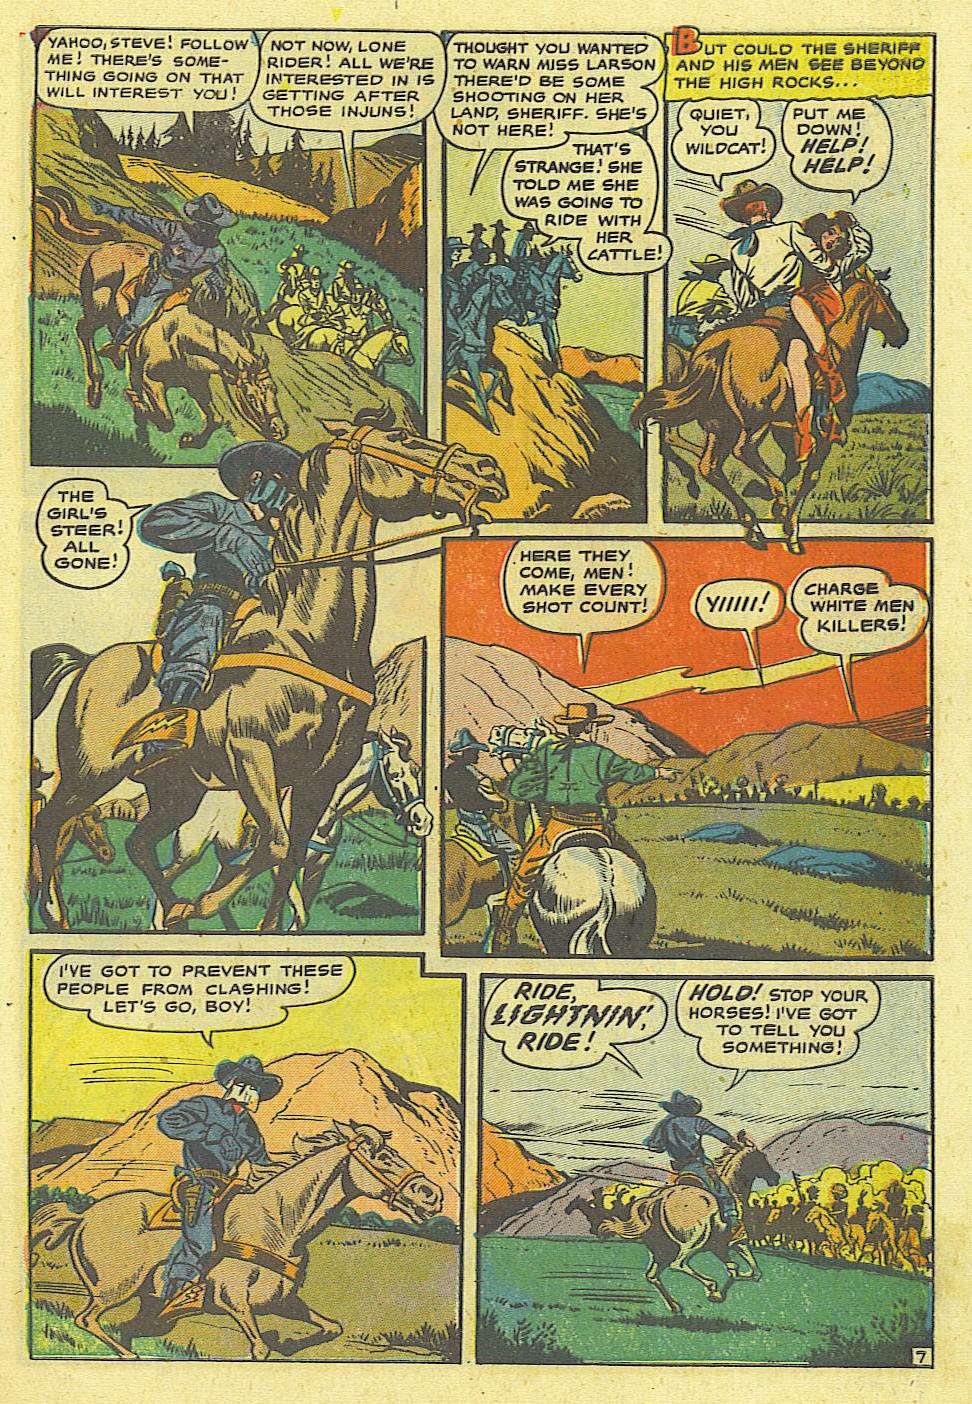 YAHOO, STEVE! FOLLOW
ME! THERE'S SOME-
THING GOING ON THAT
WILL INTEREST YOU!
NOT NOW, LONE
RIDER! ALL WE'RE
INTERESTED IN IS
GETTING AFTER
THOSE INJUNS!
THOUGHT YOU WANTED
TO WARN MISS LARSON
THERE'D BE SOME
SHOOTING ON HER
LAND, SHERIFF. SHE'S
NOT HERE!
THAT'S
STRANGE! SHE
TOLD ME SHE
WAS GOING TO
RIDE WITH
HER
CATTLE!
BUT COULD THE SHERIFF
AND HIS MEN SEE BEYOND
THE HIGH ROCKS...
QUIET,
YOU
WILDCAT!
PUT ME
DOWN!
HELP!
HELP!
THE
GIRL'S
STEER!
ALL
GONE!
HERE THEY
COME, MEN!
MAKE EVERY
SHOT COUNT!
YIIIII!
CHARGE
WHITE MEN
KILLERS!
I'VE GOT TO PREVENT THESE
PEOPLE FROM CLASHING!
LET'S GO, BOY!
RIDE,
LIGHTNIN',
RIDE!
HOLD! STOP YOUR
HORSES! I'VE GOT
TO TELL YOU
SOMETHING!
7